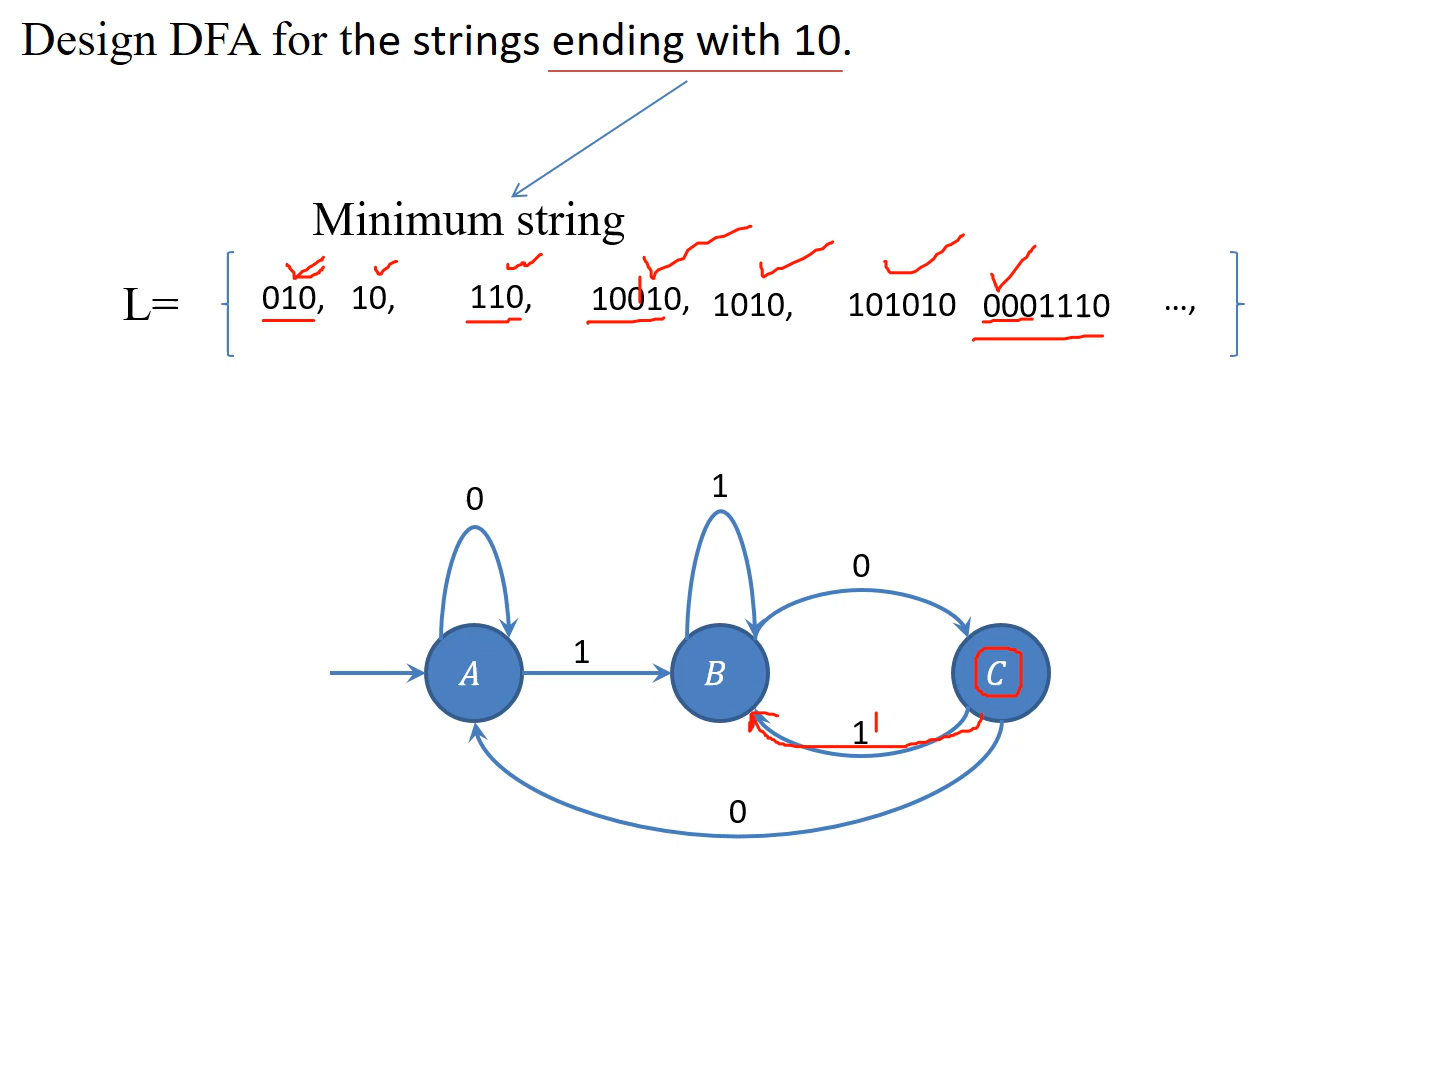 Design DFA for the strings ending with 10.
Minimum string
L= 010, 10, 110, 10010, 1010, 101010 0001110 ...,
0
1
0
1
A
B
C
1
0